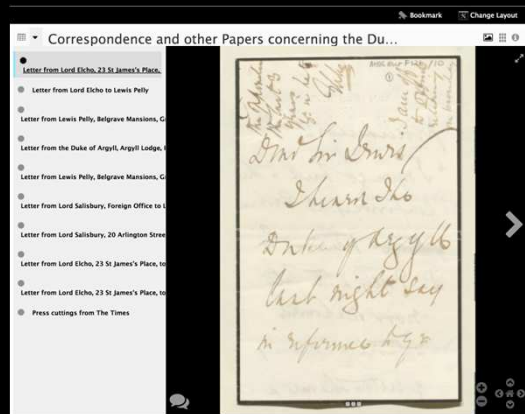 Bookmark Change Layout
Correspondence and other Papers concerning the Du...
Letter from Lord Elcho, 23 St James's Place,
Letter from Lord Elcho to Lewis Pelly
Letter from Lewis Pelly, Belgrave Mansions, G
Letter from the Duke of Argyll, Argyll Lodge,
Letter from Lewis Pelly, Belgrave Mansions, G
Letter from Lord Salisbury, Foreign Office to L
Letter from Lord Salisbury, 20 Arlington Stree
Letter from Lord Elcho, 23 St James's Place, to
Letter from Lord Elcho, 23 St James's Place, to
Press cuttings from The Times
Dear Sir Lewis
I heard the
Duke of Argyll
last night say
in reference to